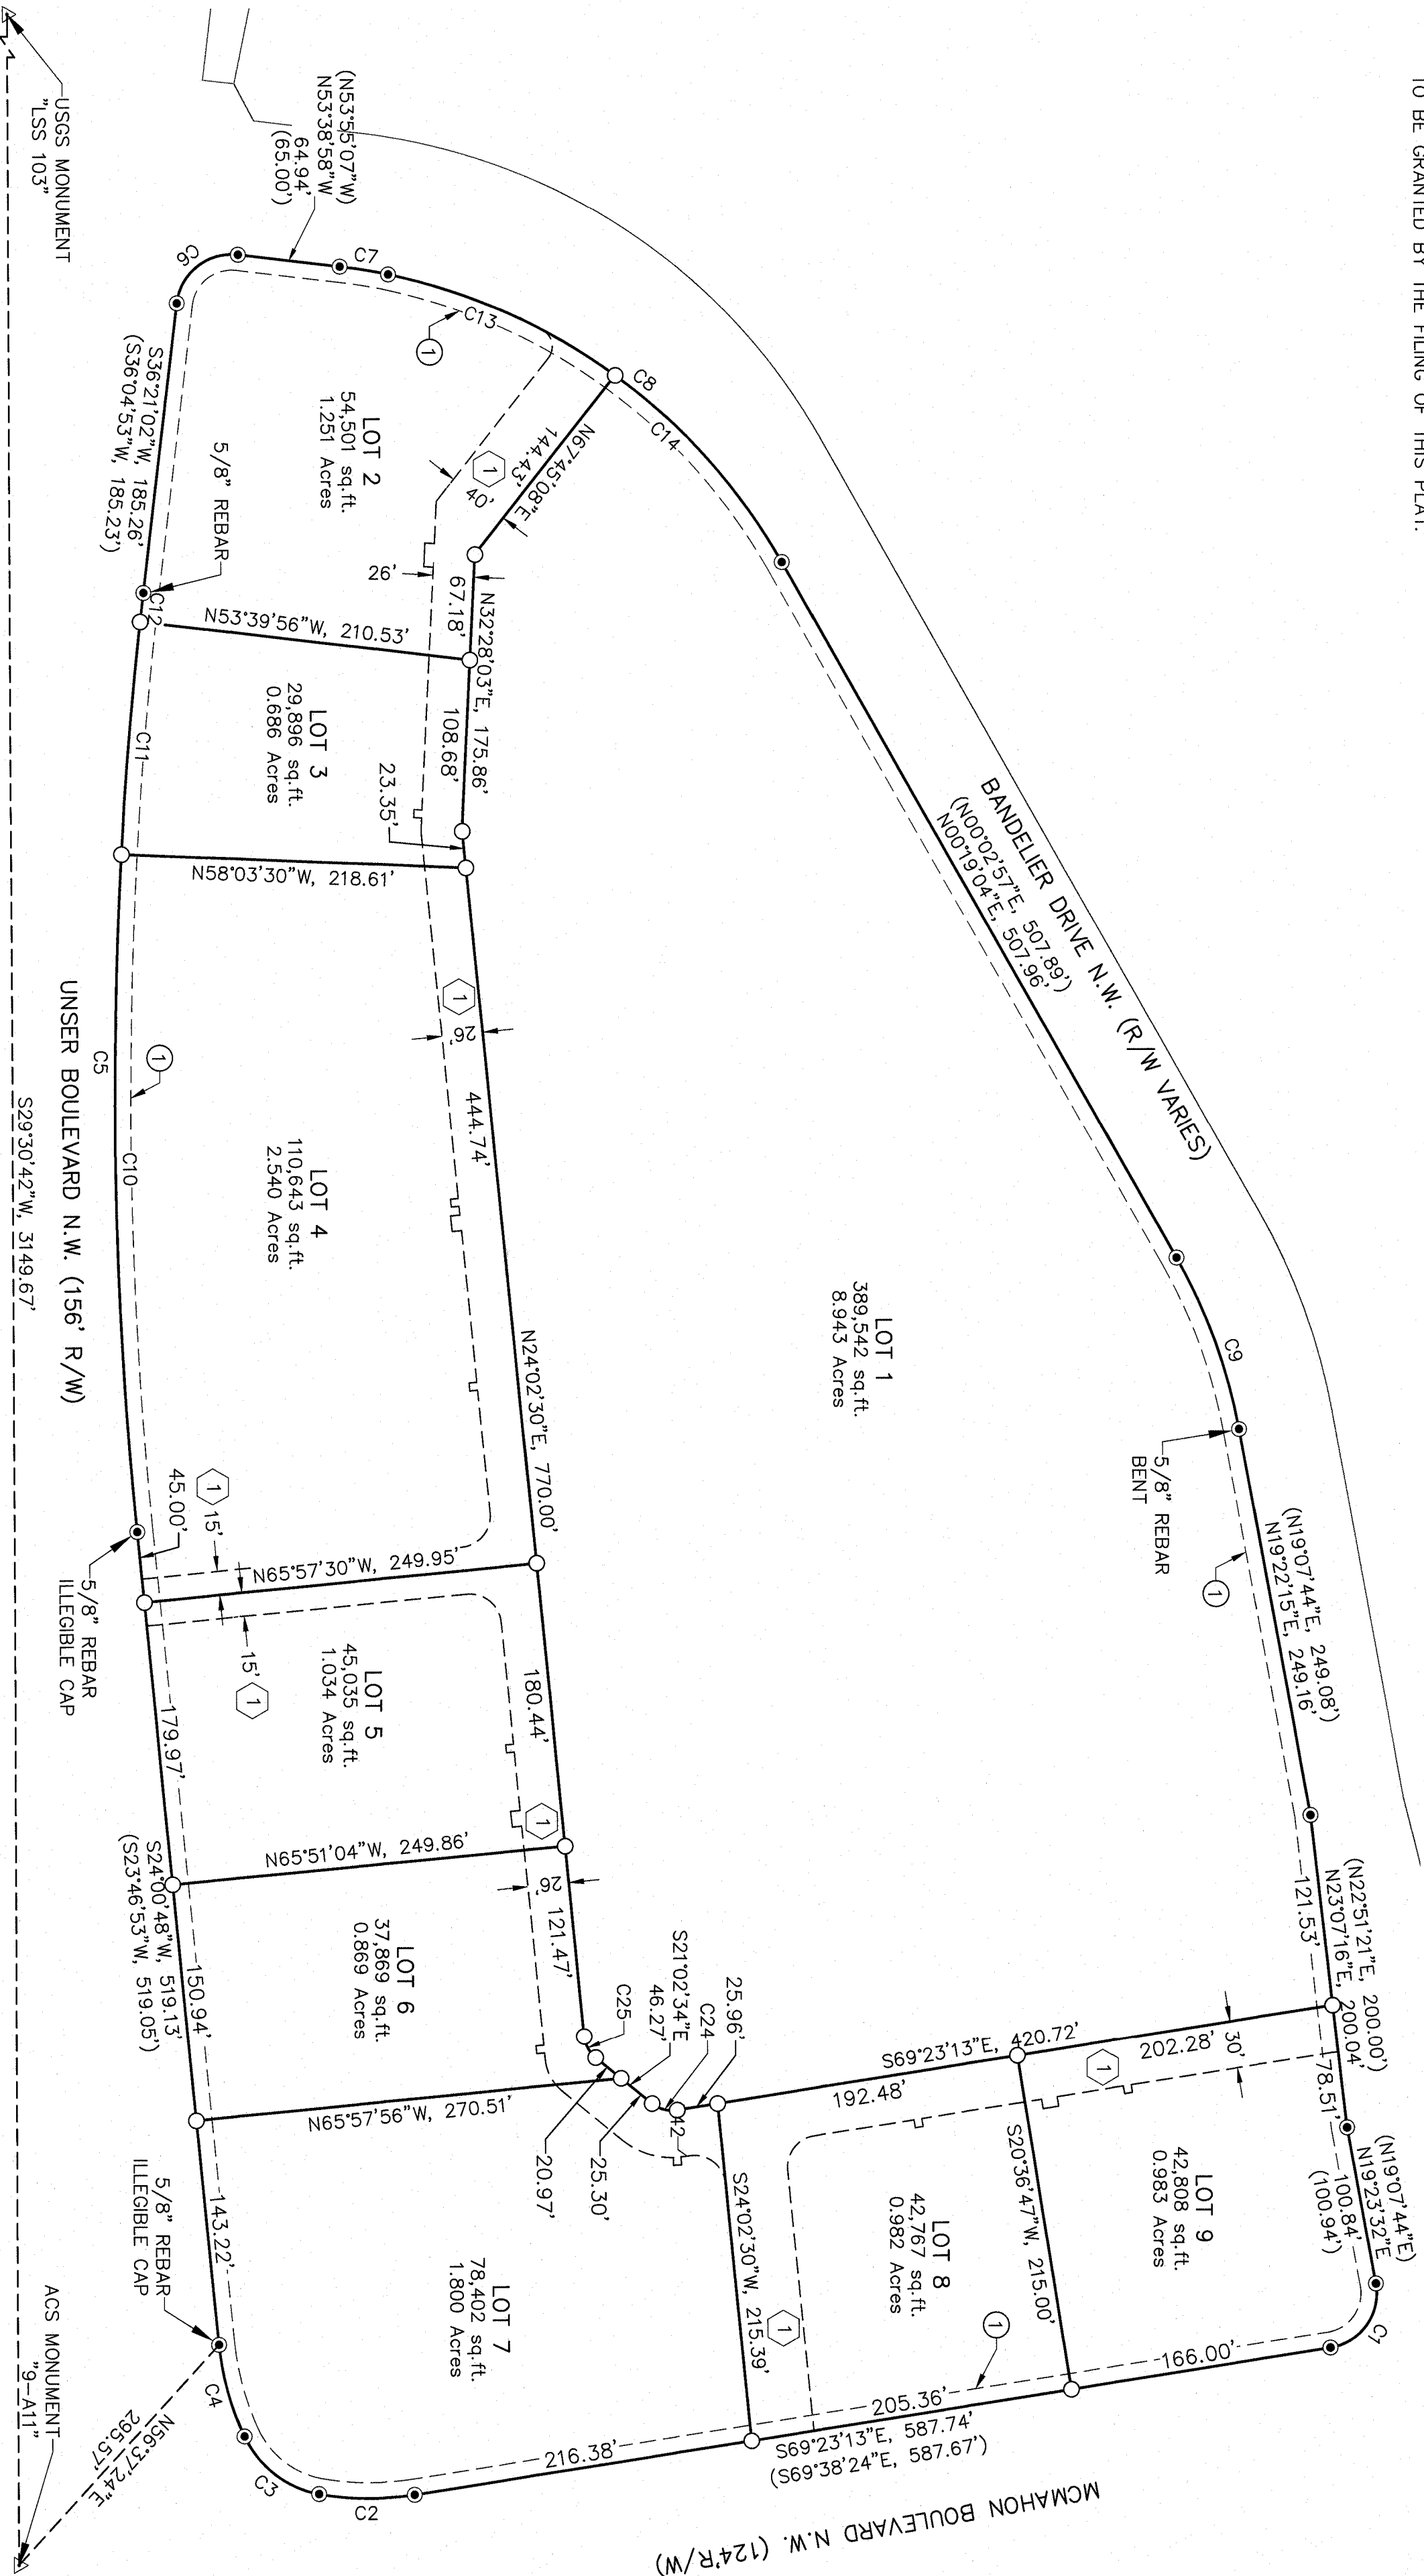 TO BE GRANTED BY THE FILING OF THIS PLAT.
USGS MONUMENT
"LSS 103"
(N53°55'07"W)
N53°38'58"W
64.94'
(65.00')
C6
C7
C13
1
C8
C14
N67°45'08"E
144.43'
1
40'
LOT 2
54,501 sq.ft.
1.251 Acres
S36°21'02"W, 185.26'
(S36°04'53"W, 185.23')
5/8" REBAR
C12
26'
67.18'
N32°28'03"E, 175.86'
N53°39'56"W, 210.53'
108.68'
LOT 3
29,896 sq.ft.
0.686 Acres
C11
23.35'
N58°03'30"W, 218.61'
BANDELIER DRIVE N.W. (R/W VARIES)
(N00°02'57"E, 507.89')
N00°19'04"E, 507.96'
1
26'
444.74'
N24°02'30"E, 770.00'
LOT 4
110,643 sq.ft.
2.540 Acres
1
C5
C10
UNSER BOULEVARD N.W. (156' R/W)
S29°30'42"W, 3149.67'
LOT 1
389,542 sq.ft.
8.943 Acres
C9
5/8" REBAR
BENT
1
(N19°07'44"E, 249.08')
N19°22'15"E, 249.16'
45.00'
1
15'
N65°57'30"W, 249.95'
5/8" REBAR
ILLEGIBLE CAP
15'
1
LOT 5
45,035 sq.ft.
1.034 Acres
180.44'
179.97'
1
N65°51'04"W, 249.86'
26'
121.47'
S24°00'48"W, 519.13'
(S23°46'53"W, 519.05')
LOT 6
37,869 sq.ft.
0.869 Acres
150.94'
C25
S21°02'34"E
46.27'
C24
25.96'
42
20.97'
25.30'
N65°57'56"W, 270.51'
(N22°51'21"E, 200.00')
N23°07'16"E, 200.04'
121.53'
78.51'
S69°23'13"E, 420.72'
202.28'
30'
1
192.48'
(N19°07'44"E)
N19°23'32"E
100.84'
(100.94')
LOT 9
42,808 sq.ft.
0.983 Acres
S20°36'47"W, 215.00'
C1
166.00'
LOT 8
42,767 sq.ft.
0.982 Acres
1
S24°02'30"W, 215.39'
1
205.36'
S69°23'13"E, 587.74'
(S69°38'24"E, 587.67')
216.38'
MCMAHON BOULEVARD N.W. (124'R/W)
LOT 7
78,402 sq.ft.
1.800 Acres
143.22'
5/8" REBAR
ILLEGIBLE CAP
C4
C3
C2
N56°37'24"E
295.57'
ACS MONUMENT
"9-A11"